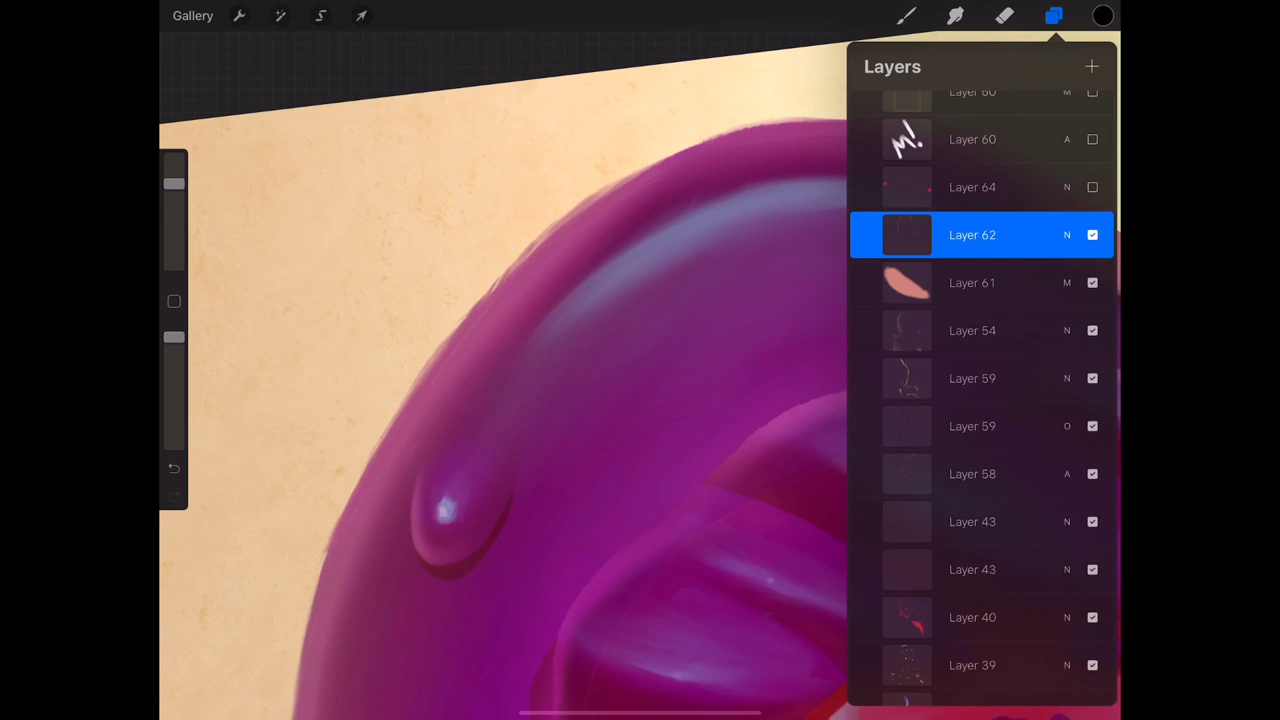 Gallery
Layers
Layer 60 M
M! Layer 60 A
Layer 64 N
Layer 62 N
Layer 61 M
Layer 54 N
Layer 59 N
Layer 59 O
Layer 58 A
Layer 43 N
Layer 43 N
Layer 40 N
Layer 39 N